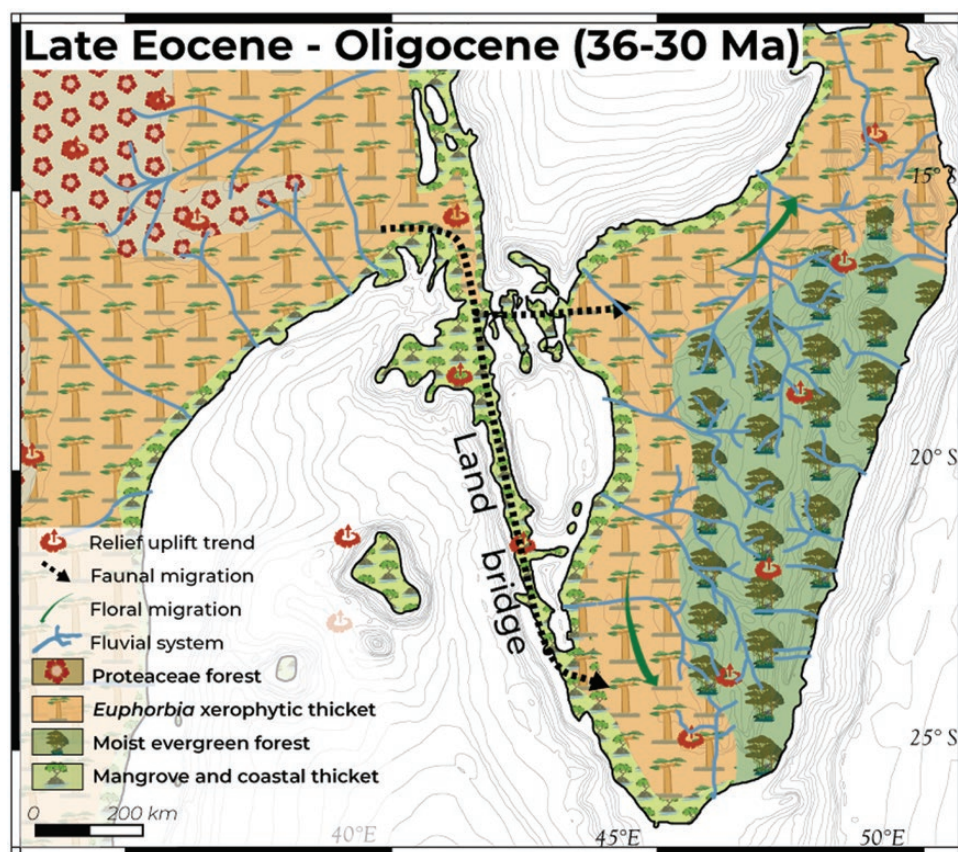 Late Eocene - Oligocene (36-30 Ma)
15° S
Land
bridge
20° S
Relief uplift trend
Faunal migration
Floral migration
Fluvial system
Proteaceae forest
Euphorbia xerophytic thicket
25° S
Moist evergreen forest
Mangrove and coastal thicket
0 200 km
40°E 45°E 50°E